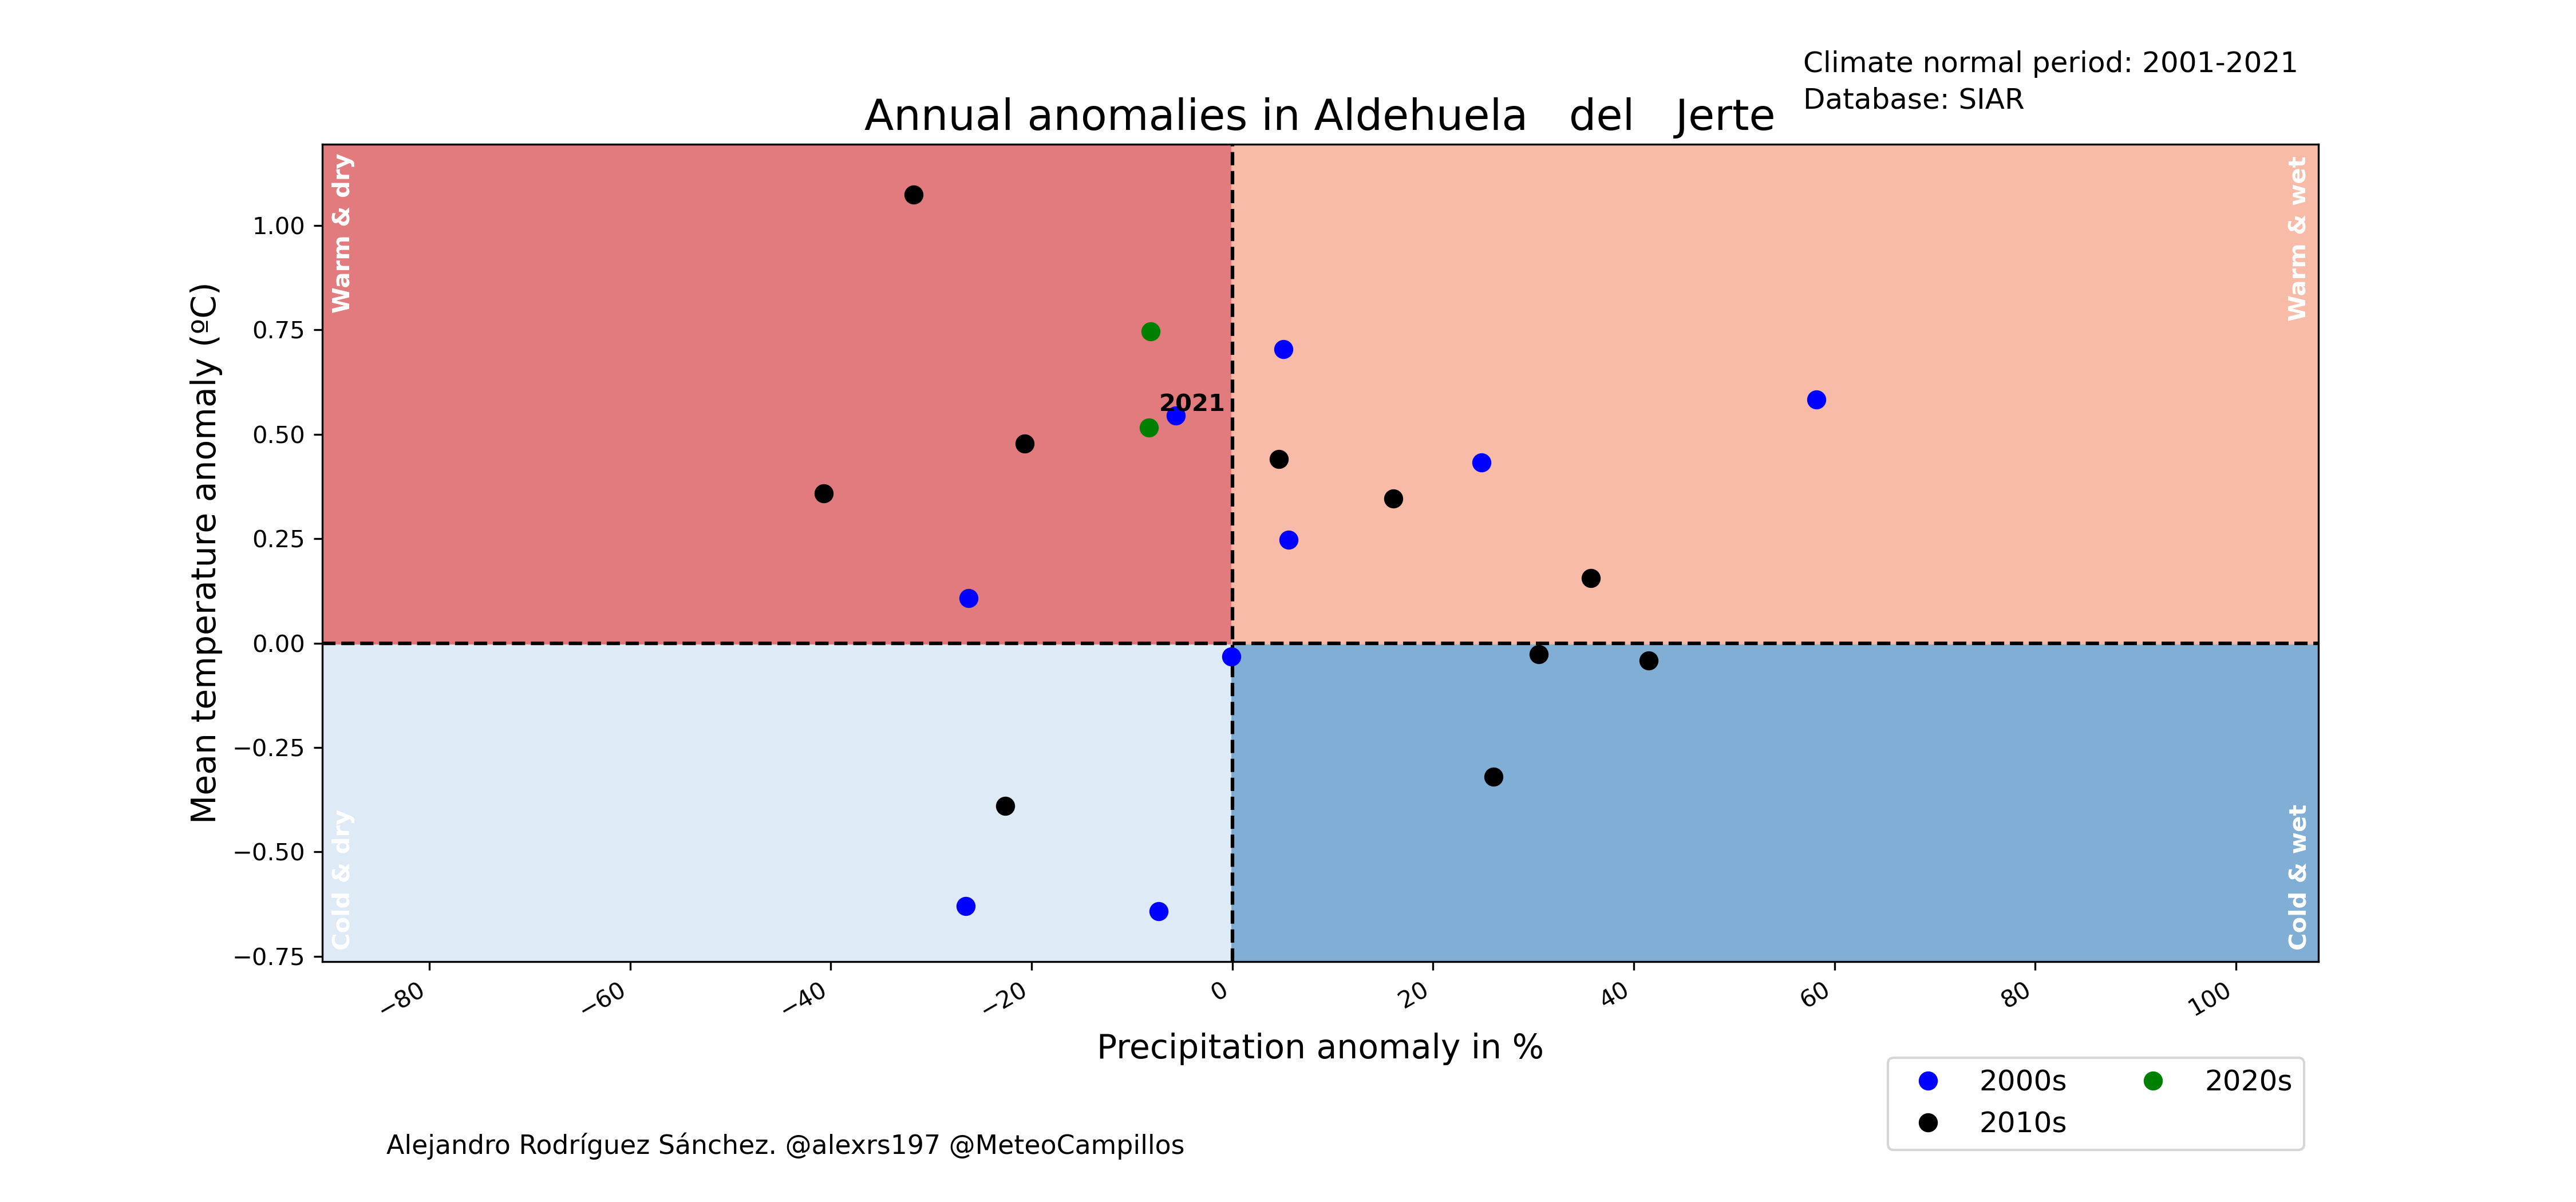 Climate normal period: 2001-2021
Database: SIAR
Annual anomalies in Aldehuela del Jerte
Warm & dry
Warm & wet
Mean temperature anomaly (ºC)
1.00
0.75
0.50
0.25
0.00
−0.25
−0.50
−0.75
2021
Cold & dry
Cold & wet
−80
−60
−40
−20
0
20
40
60
80
100
Precipitation anomaly in %
2000s
2010s
2020s
Alejandro Rodríguez Sánchez. @alexrs197 @MeteoCampillos